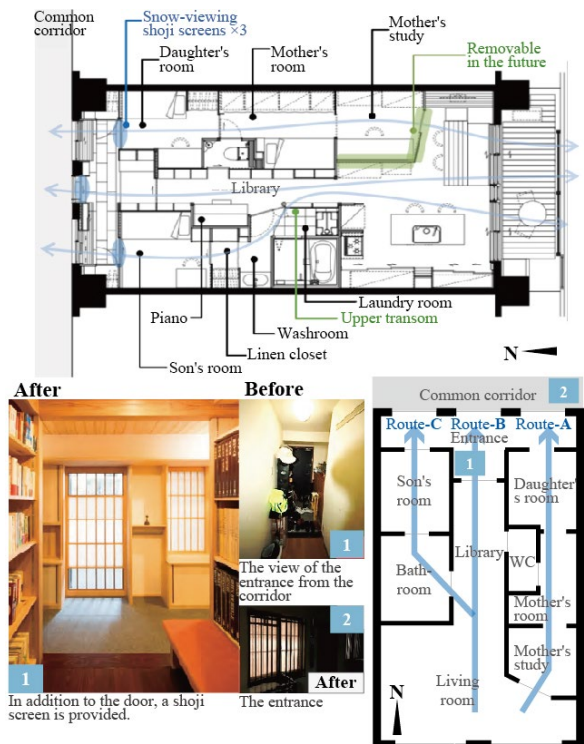 Common
corridor
Snow-viewing
shoji screens ×3
Daughter's
room
Mother's
room
Mother's
study
Removable
in the future
Library
Piano
Son's room
Linen closet
Washroom
Upper transom
Laundry room
N
After
1
In addition to the door, a shoji
screen is provided.
Before
1
The view of the
entrance from the
corridor
2
After
The entrance
Common corridor
2
Route-C
Route-B
Route-A
Entrance
1
Son's
room
Daughter's
room
Library
WC
Bath-
room
Mother's
room
Mother's
study
Living
room
N